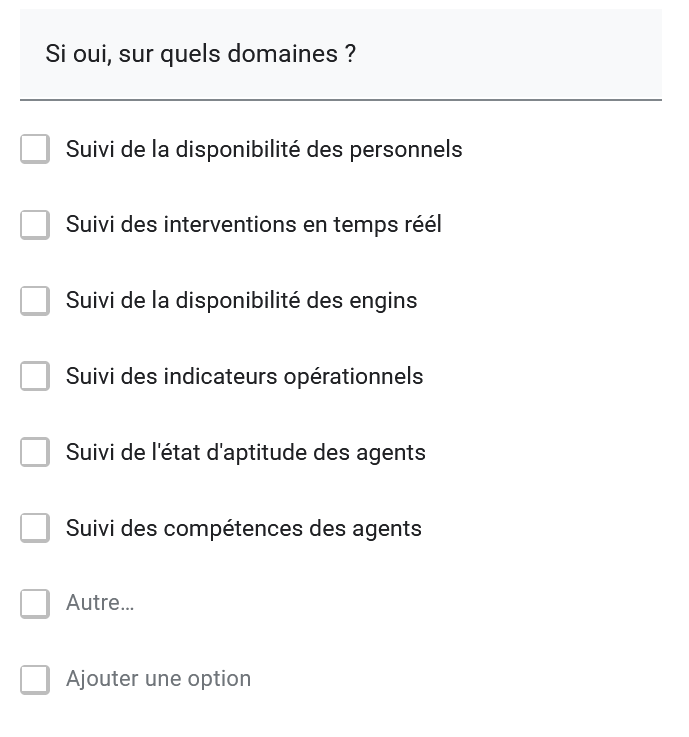 Si oui, sur quels domaines ?
Suivi de la disponibilité des personnels
Suivi des interventions en temps réél
Suivi de la disponibilité des engins
Suivi des indicateurs opérationnels
Suivi de l'état d'aptitude des agents
Suivi des compétences des agents
Autre…
Ajouter une option